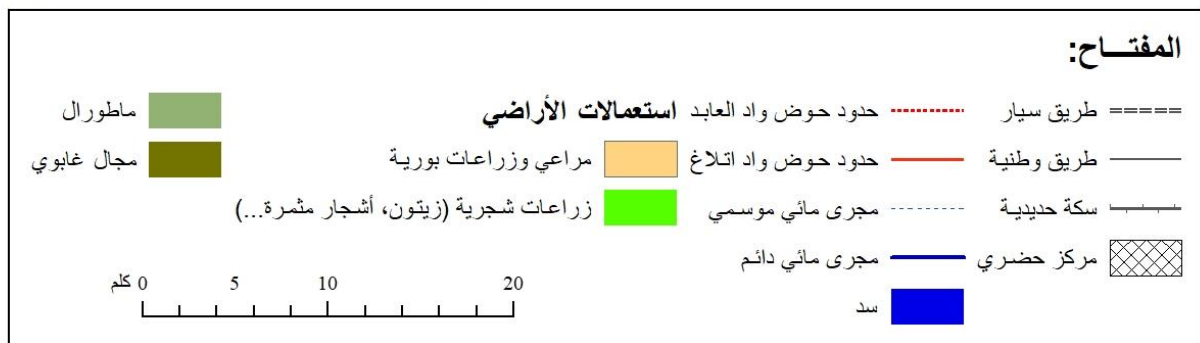 المفتـــاح:
طريق سيار
طريق وطنية
سكة حديدية
مركز حضري
حدود حوض واد العابد
حدود حوض واد اتلاغ
مجرى مائي موسمي
مجرى مائي دائم
سد
استعمالات الأراضي
مراعي وزراعات بورية
زراعات شجرية (زيتون، أشجار مثمرة...)
ماطورال
مجال غابوي
كلم 0 5 10 20